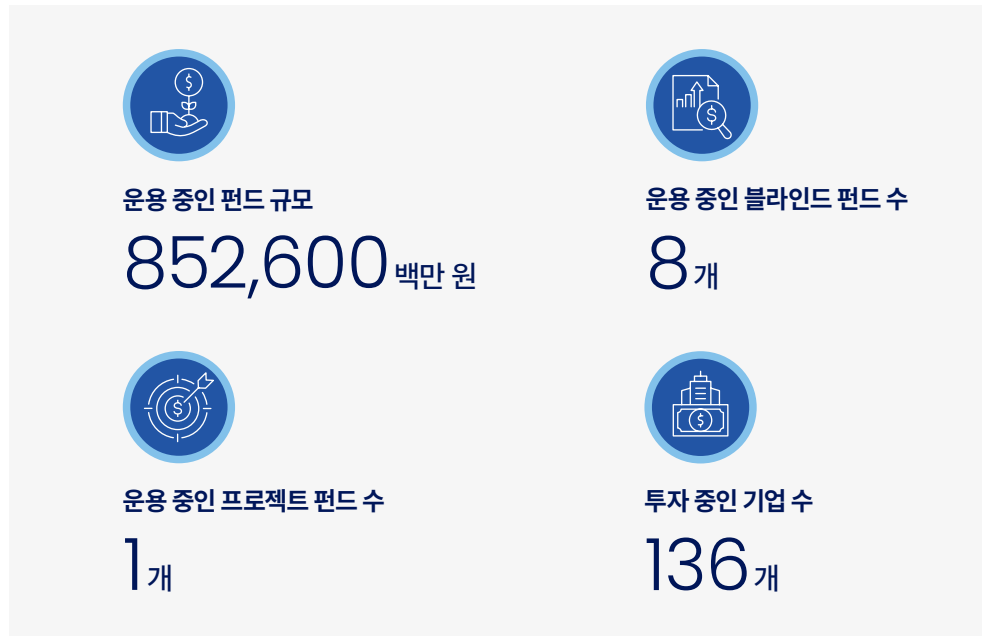 운용 중인 펀드 규모
852,600 백만 원
운용 중인 블라인드 펀드 수
8 개
운용 중인 프로젝트 펀드 수
1 개
투자 중인 기업 수
136 개